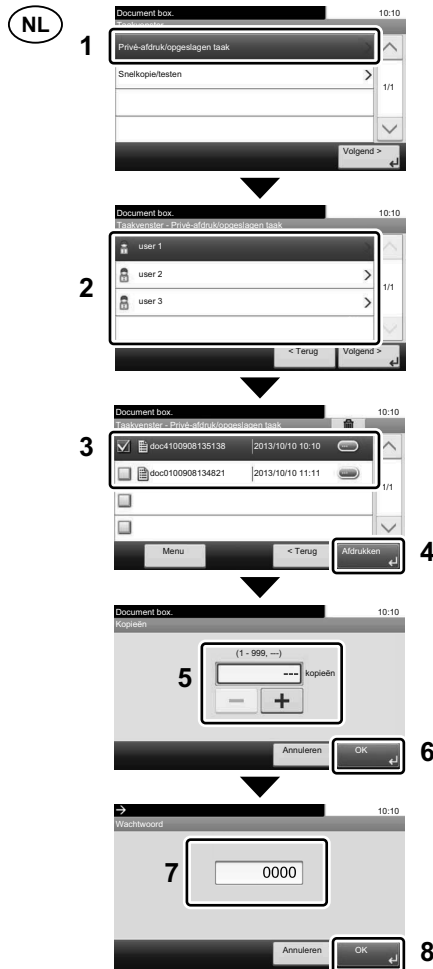 NL
1
Document box.
10:10
Taakvenster
Privé-afdruk/opgeslagen taak
Snelkopie/testen
1/1
Volgend >
Document box.
10:10
Taakvenster - Privé-afdruk/opgeslagen taak
2
user 1
user 2
user 3
1/1
< Terug
Volgend >
Document box.
10:10
Taakvenster - Privé-afdruk/opgeslagen taak
3
doc4100908135138
2013/10/10 10:10
doc0100908134821
2013/10/10 11:11
1/1
Menu
< Terug
Afdrukken
4
Document box.
10:10
Kopieën
(1 - 999, ---)
5
--- kopieën
Annuleren
OK
6
10:10
Wachtwoord
7
0000
Annuleren
OK
8